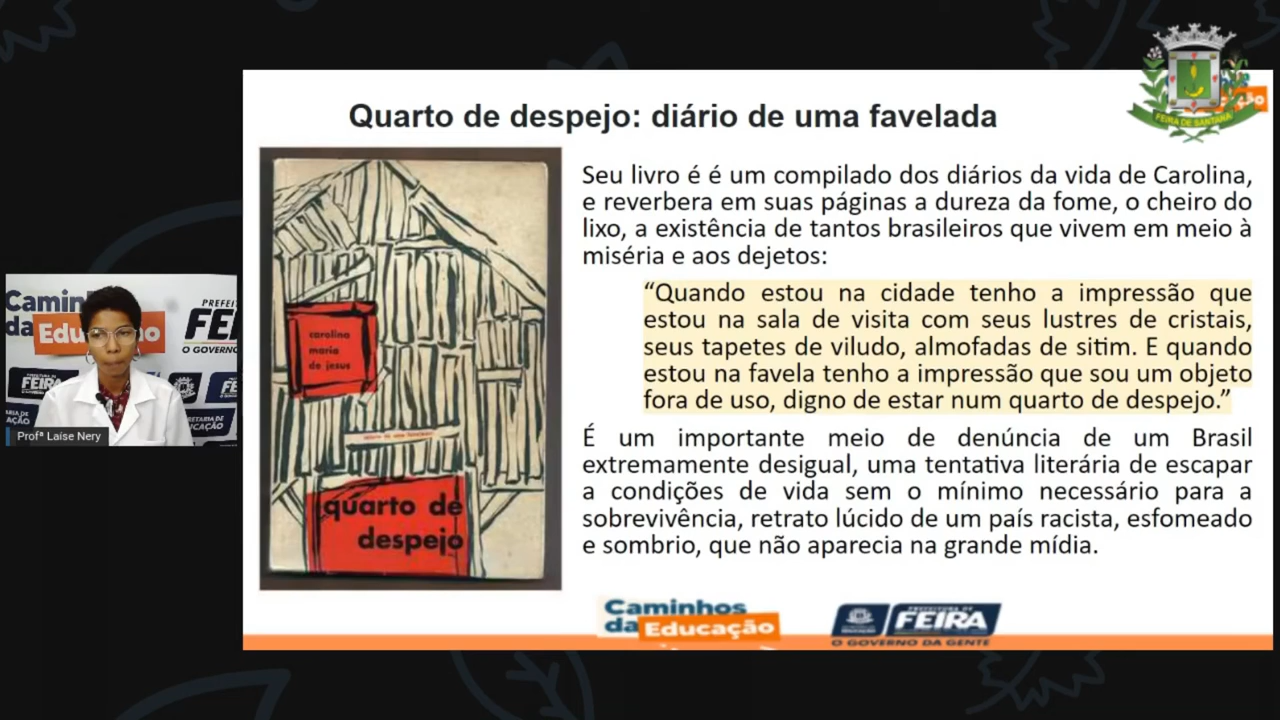 FEIRA DE SANTANA
Quarto de despejo: diário de uma favelada
Seu livro é é um compilado dos diários da vida de Carolina,
e reverbera em suas páginas a dureza da fome, o cheiro do
lixo, a existência de tantos brasileiros que vivem em meio à
miséria e aos dejetos:
“Quando estou na cidade tenho a impressão que
estou na sala de visita com seus lustres de cristais,
seus tapetes de viludo, almofadas de sitim. E quando
estou na favela tenho a impressão que sou um objeto
fora de uso, digno de estar num quarto de despejo.”
É um importante meio de denúncia de um Brasil
extremamente desigual, uma tentativa literária de escapar
a condições de vida sem o mínimo necessário para a
sobrevivência, retrato lúcido de um país racista, esfomeado
e sombrio, que não aparecia na grande mídia.
carolina
maria
de jesus
quarto de
despejo
Profª Laíse Nery
Caminhos
da Educação
PREFEITURA DE
FEIRA
O GOVERNO DA GENTE